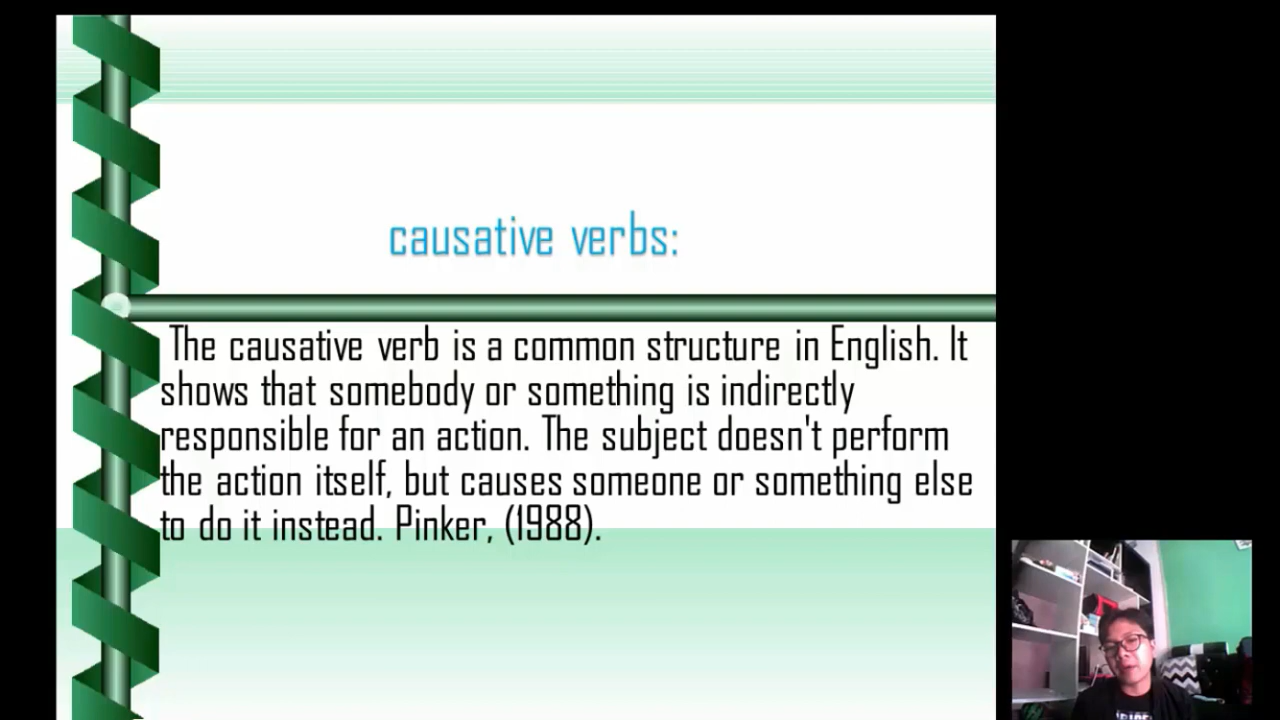 causative verbs:
The causative verb is a common structure in English. It
shows that somebody or something is indirectly
responsible for an action. The subject doesn't perform
the action itself, but causes someone or something else
to do it instead. Pinker, (1988).